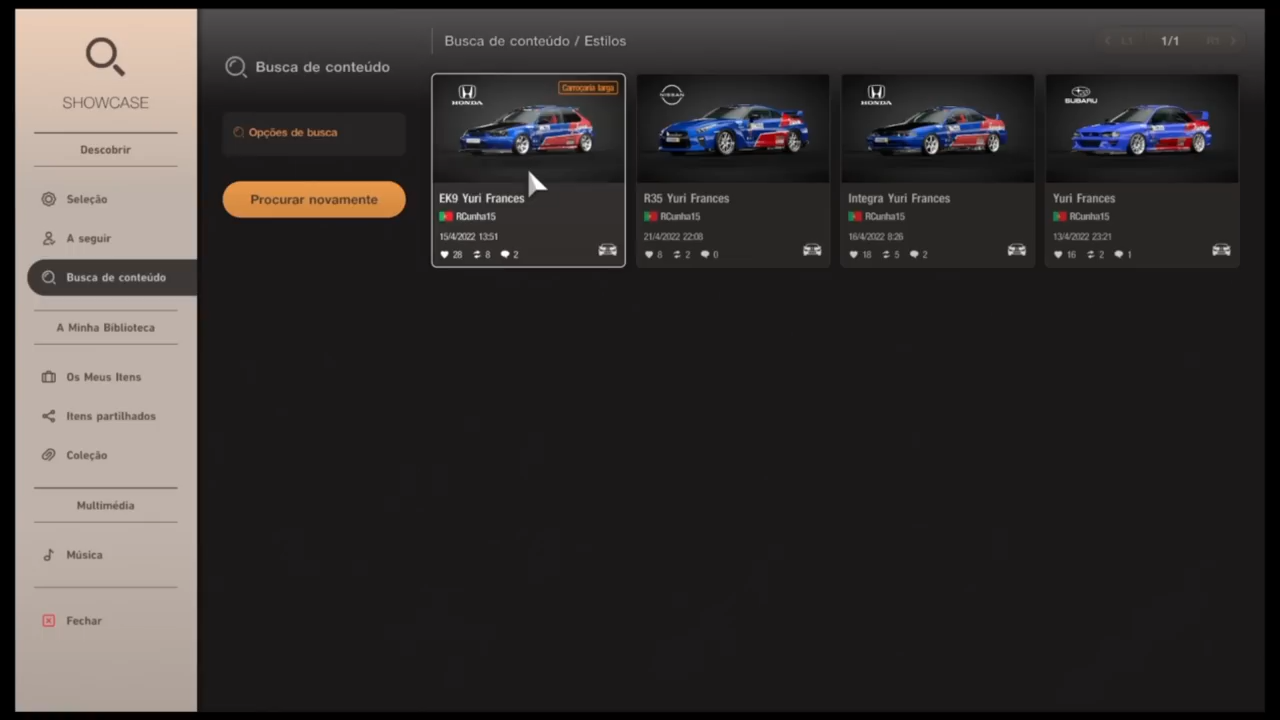 SHOWCASE
Descobrir
Seleção
A seguir
Busca de conteúdo
A Minha Biblioteca
Os Meus Itens
Itens partilhados
Coleção
Multimédia
Música
Fechar
Busca de conteúdo
Opções de busca
Procurar novamente
Busca de conteúdo / Estilos
L1 1/1 R1
HONDA
Carroçaria larga
EK9 Yuri Frances
RCunha15
15/4/2022 13:51
28 8 2
NISSAN
R35 Yuri Frances
RCunha15
21/4/2022 22:08
8 2 0
HONDA
Integra Yuri Frances
RCunha15
16/4/2022 8:26
18 5 2
SUBARU
Yuri Frances
RCunha15
13/4/2022 23:21
16 2 1